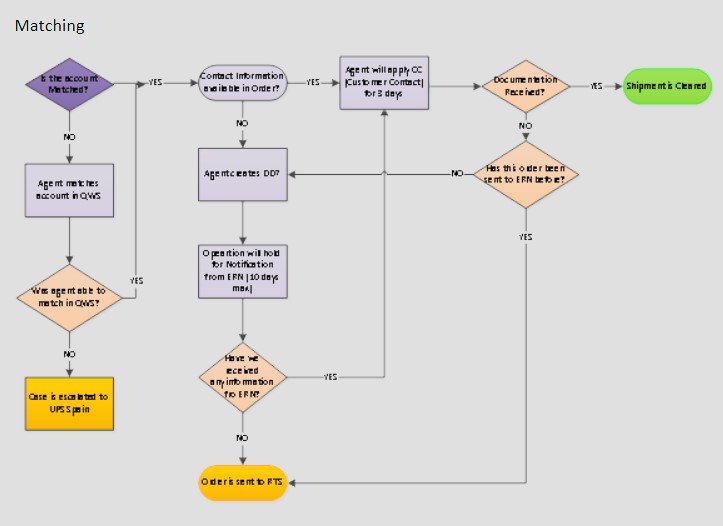 Matching
Is the account
Matched?
YES
Contact Information
available in Order?
YES
Agent will apply CC
(Customer Contact)
for 3 days
Documentation
Received?
YES
Shipment is Cleared
NO
NO
NO
Agent matches
account in QWS
Agent creates DD?
NO
Has this order been
sent to ERN before?
YES
Opeartion will hold
for Notification
from ERN (10 days
max)
Was agent able to
match in QWS?
YES
NO
Have we
received
any information
fro ERN?
YES
Case is escalated to
UPS Spain
NO
Order is sent to RTS